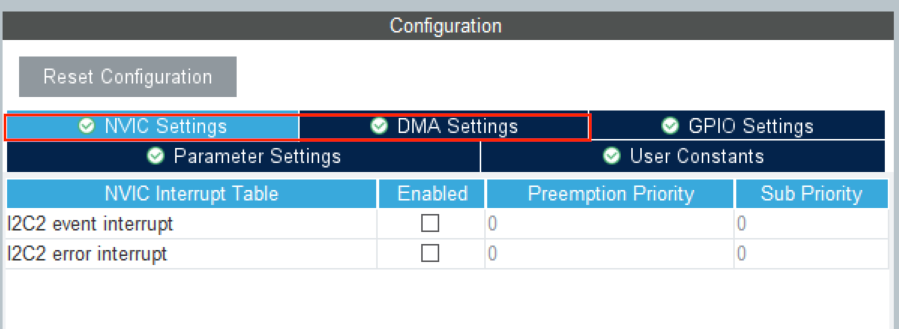 Configuration
Reset Configuration
NVIC Settings DMA Settings GPIO Settings
Parameter Settings User Constants
NVIC Interrupt Table Enabled Preemption Priority Sub Priority
I2C2 event interrupt 0 0
I2C2 error interrupt 0 0